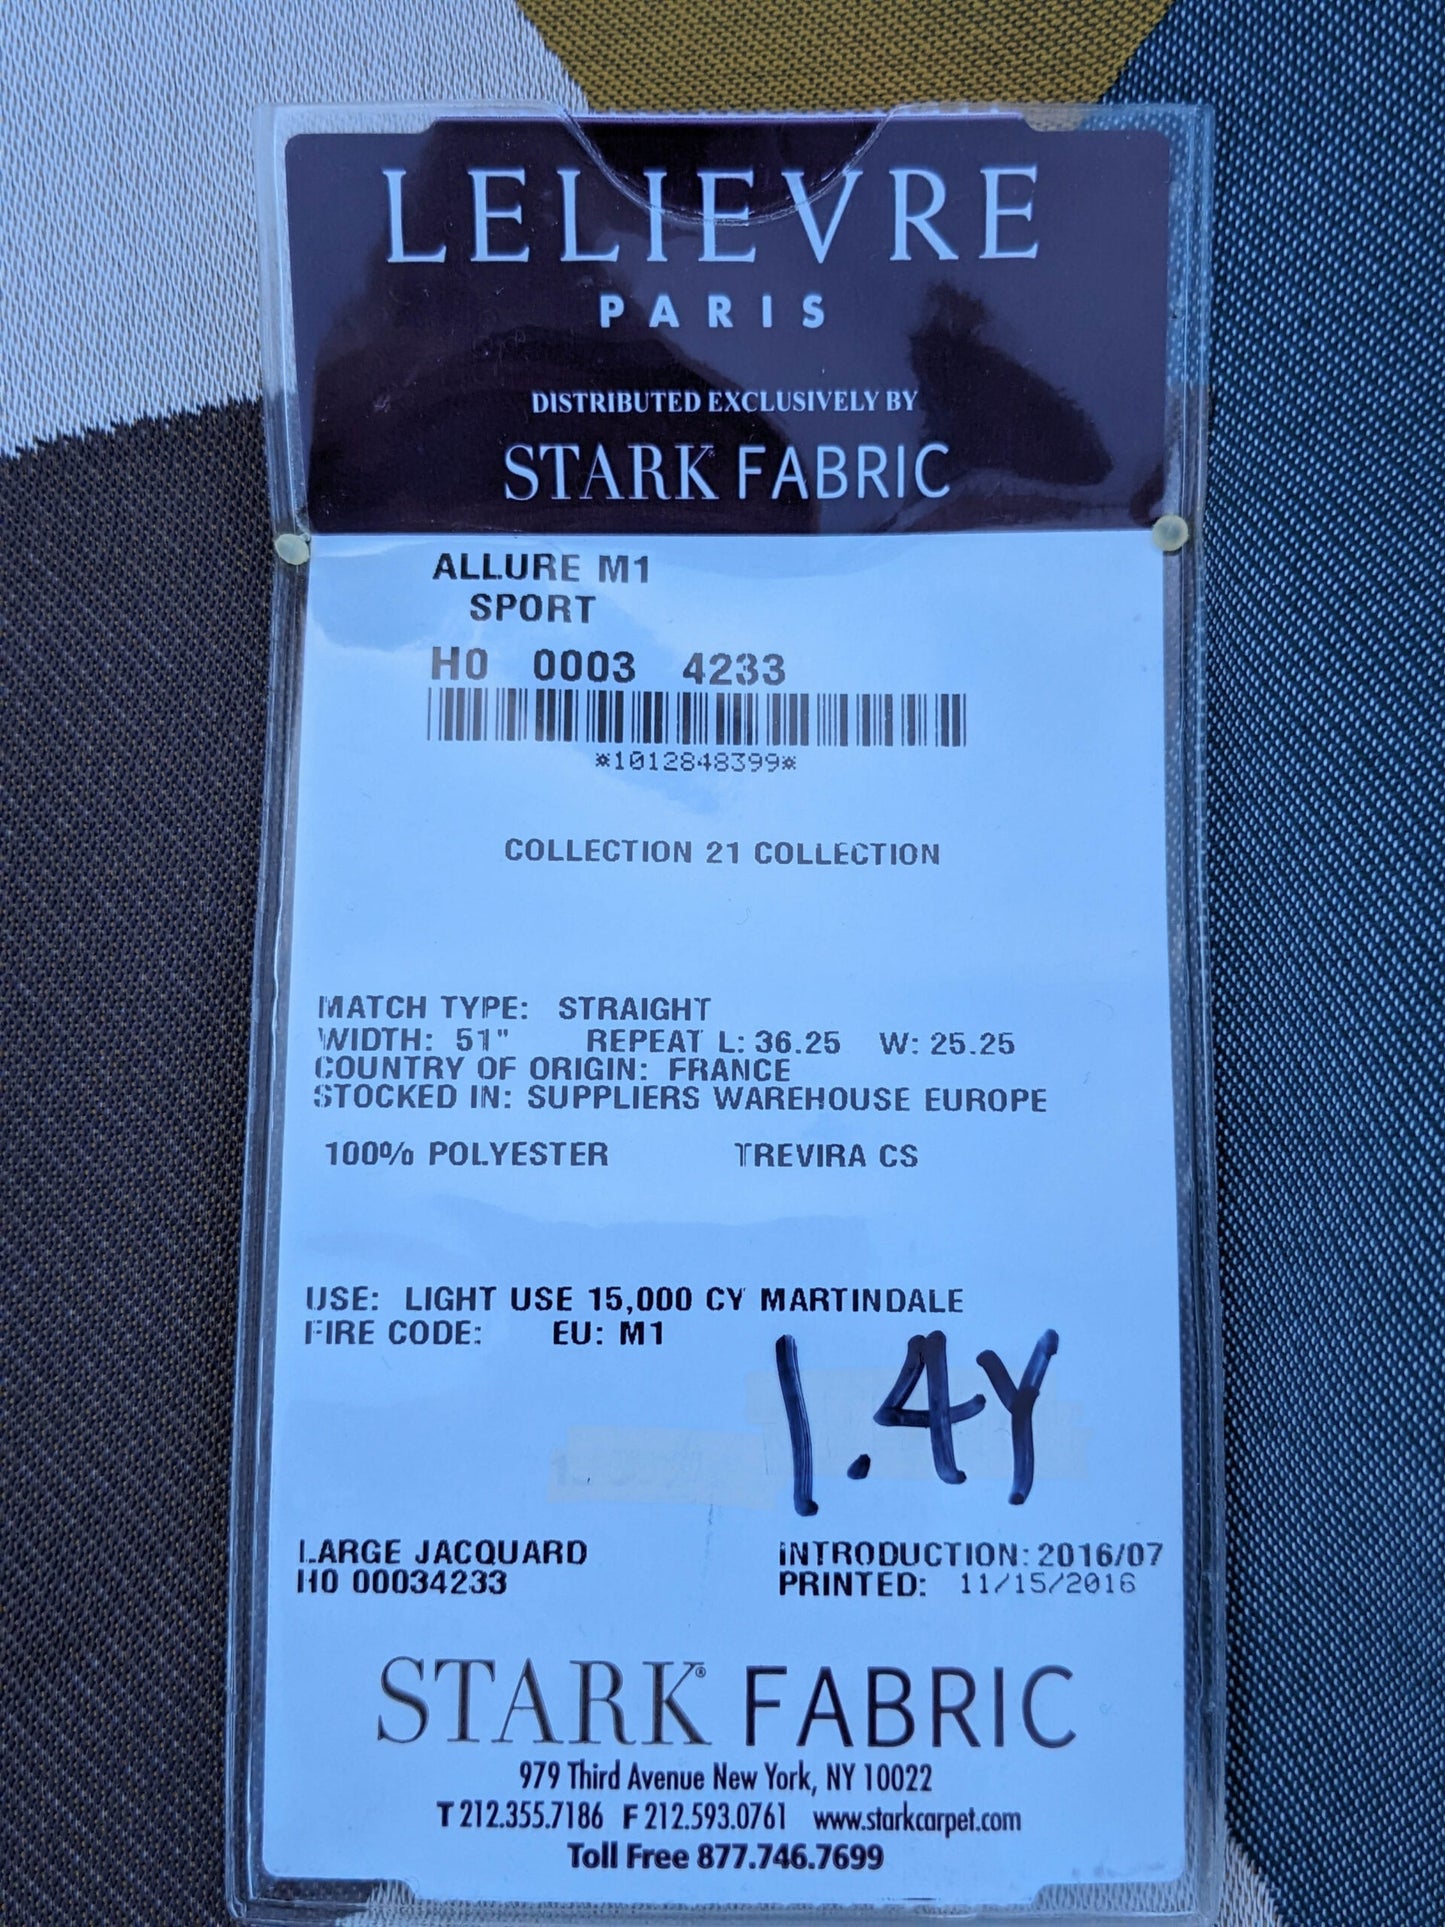 LELIEVRE
PARIS
DISTRIBUTED EXCLUSIVELY BY
STARK FABRIC
ALLURE M1
SPORT
H0 0003 4233
*1012848399*
COLLECTION 21 COLLECTION
MATCH TYPE: STRAIGHT
WIDTH: 51" REPEAT L: 36.25 W: 25.25
COUNTRY OF ORIGIN: FRANCE
STOCKED IN: SUPPLIERS WAREHOUSE EUROPE
100% POLYESTER TREVIRA CS
USE: LIGHT USE 15,000 CY MARTINDALE
FIRE CODE: EU: M1
1.4Y
LARGE JACQUARD INTRODUCTION: 2016/07
H0 00034233 PRINTED: 11/15/2016
STARK® FABRIC
979 Third Avenue New York, NY 10022
T 212.355.7186 F 212.593.0761 www.starkcarpet.com
Toll Free 877.746.7699